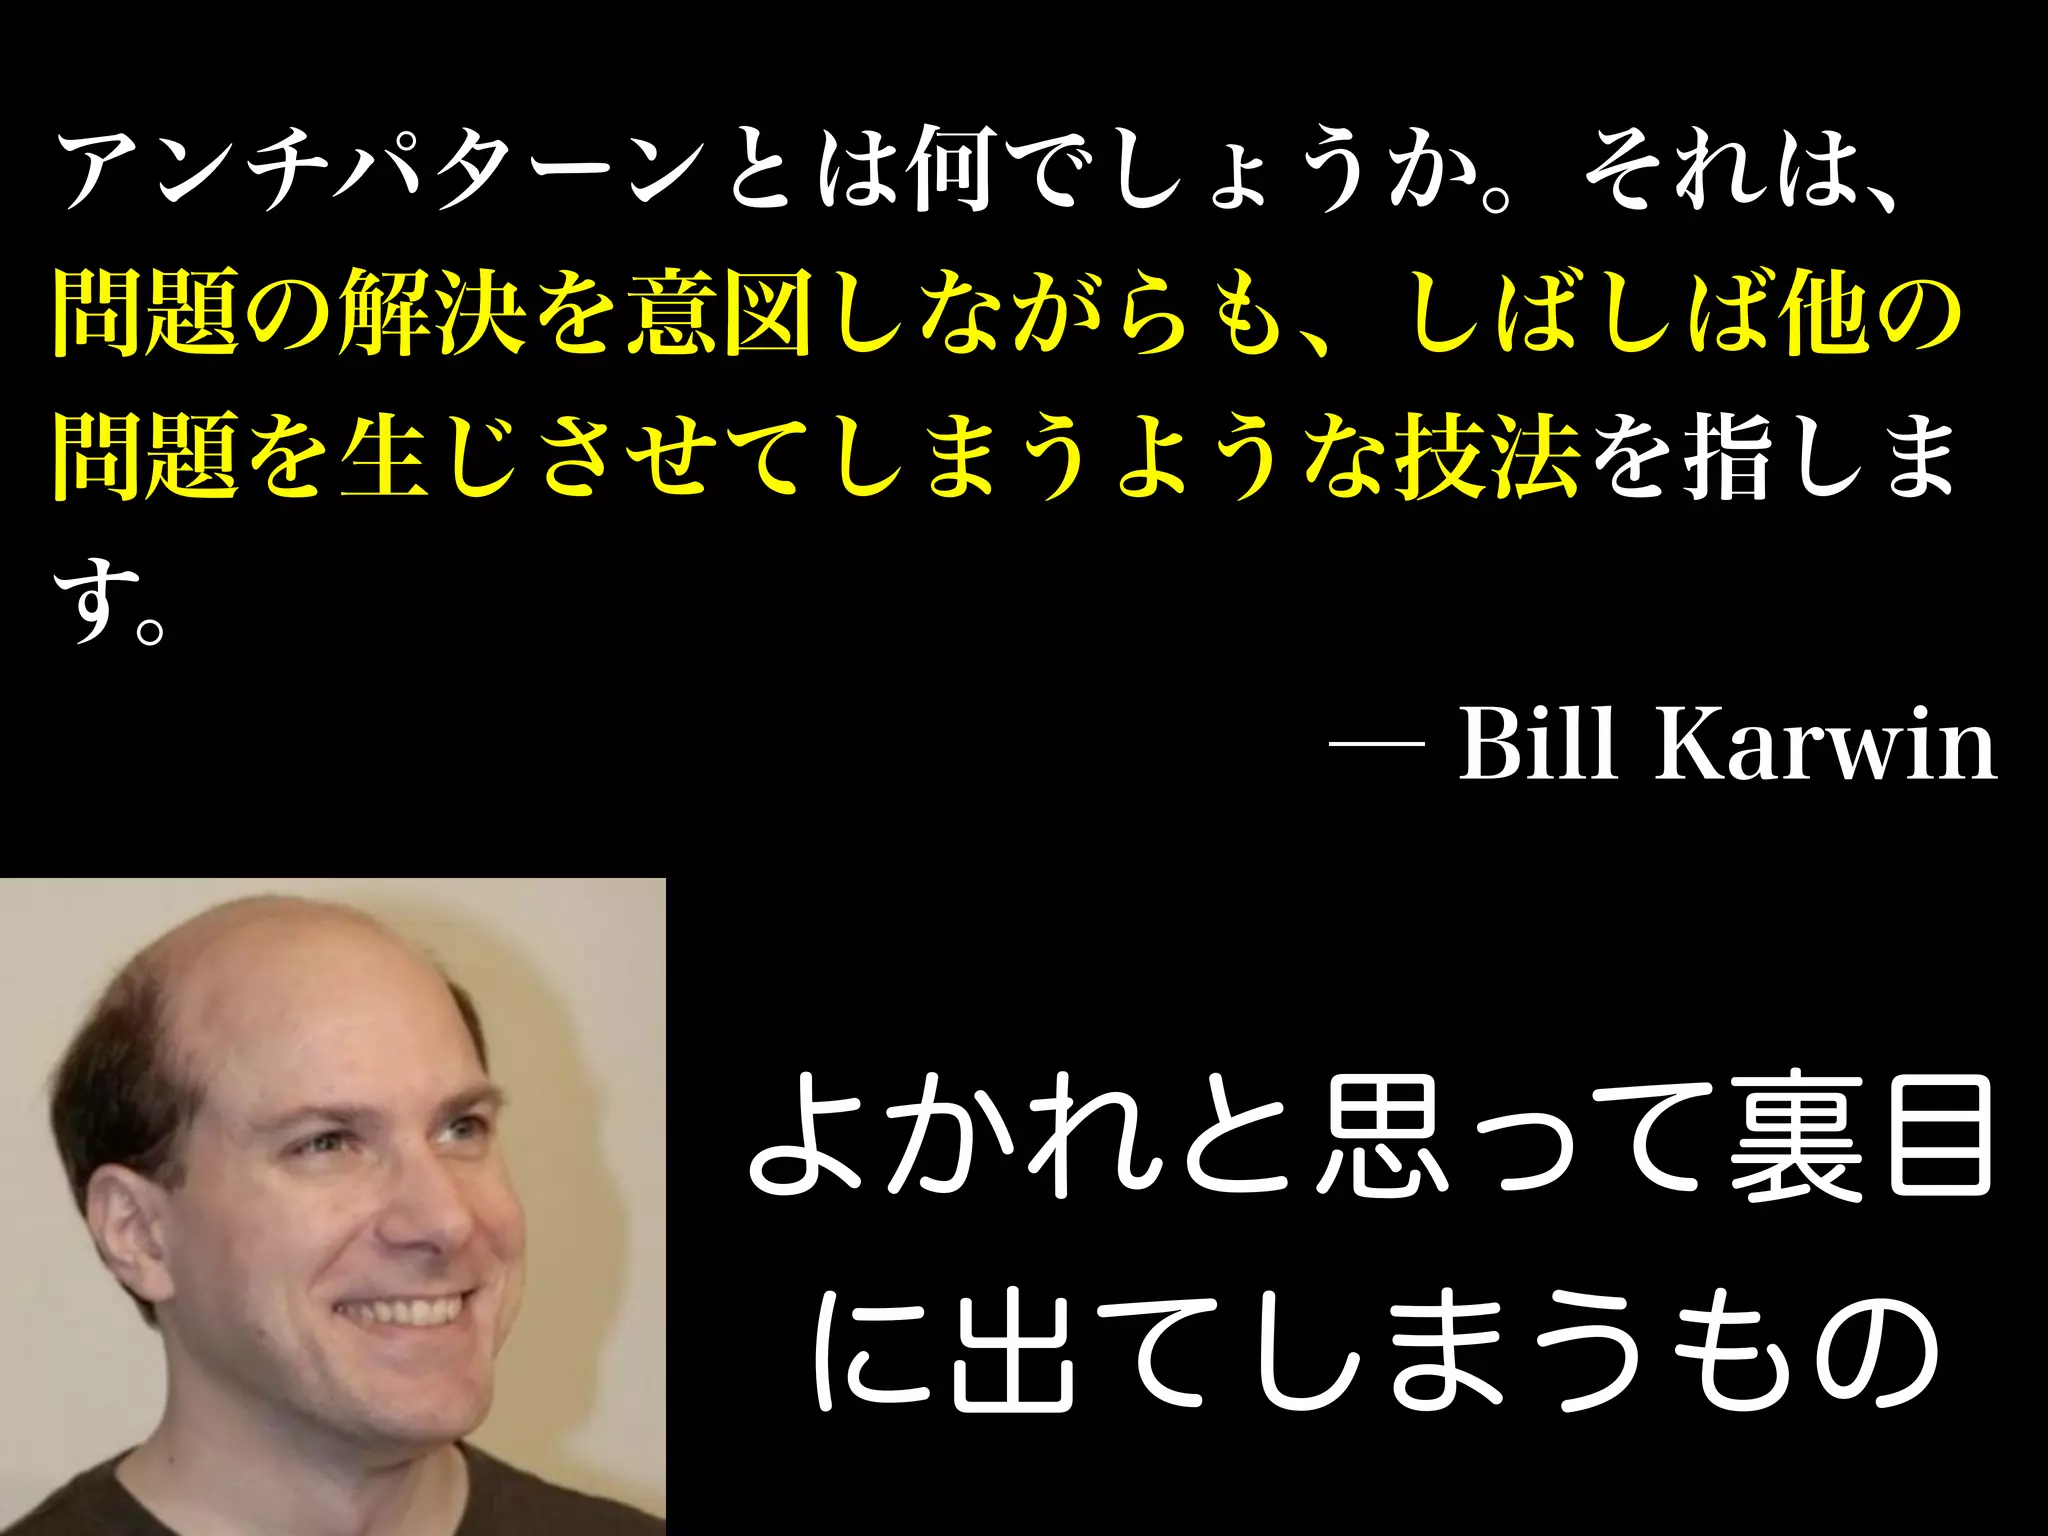 アンチパターンとは何でしょうか。それは、
問題の解決を意図しながらも、しばしば他の
問題を生じさせてしまうような技法を指しま
す。
― Bill Karwin
よかれと思って裏目
に出てしまうもの